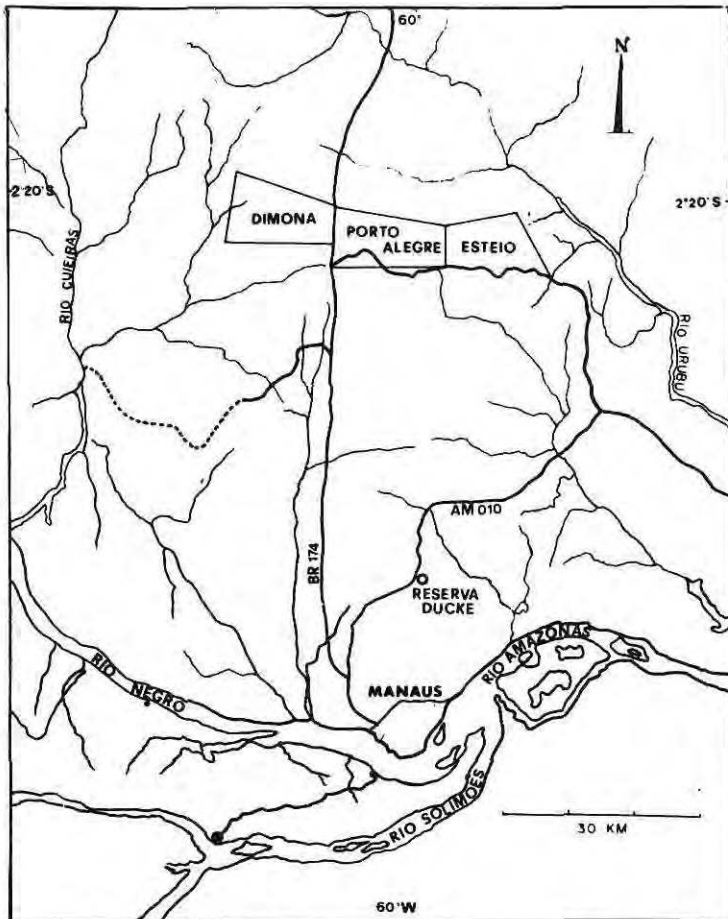 60°
N
2°20'S
2°20'S
DIMONA
PORTO
ALEGRE
ESTEIO
RIO CUIEIRAS
RIO URUBU
BR 174
AM 010
RESERVA
DUCKE
RIO NEGRO
MANAUS
RIO AMAZONAS
RIO SOLIMOES
30 KM
60°W